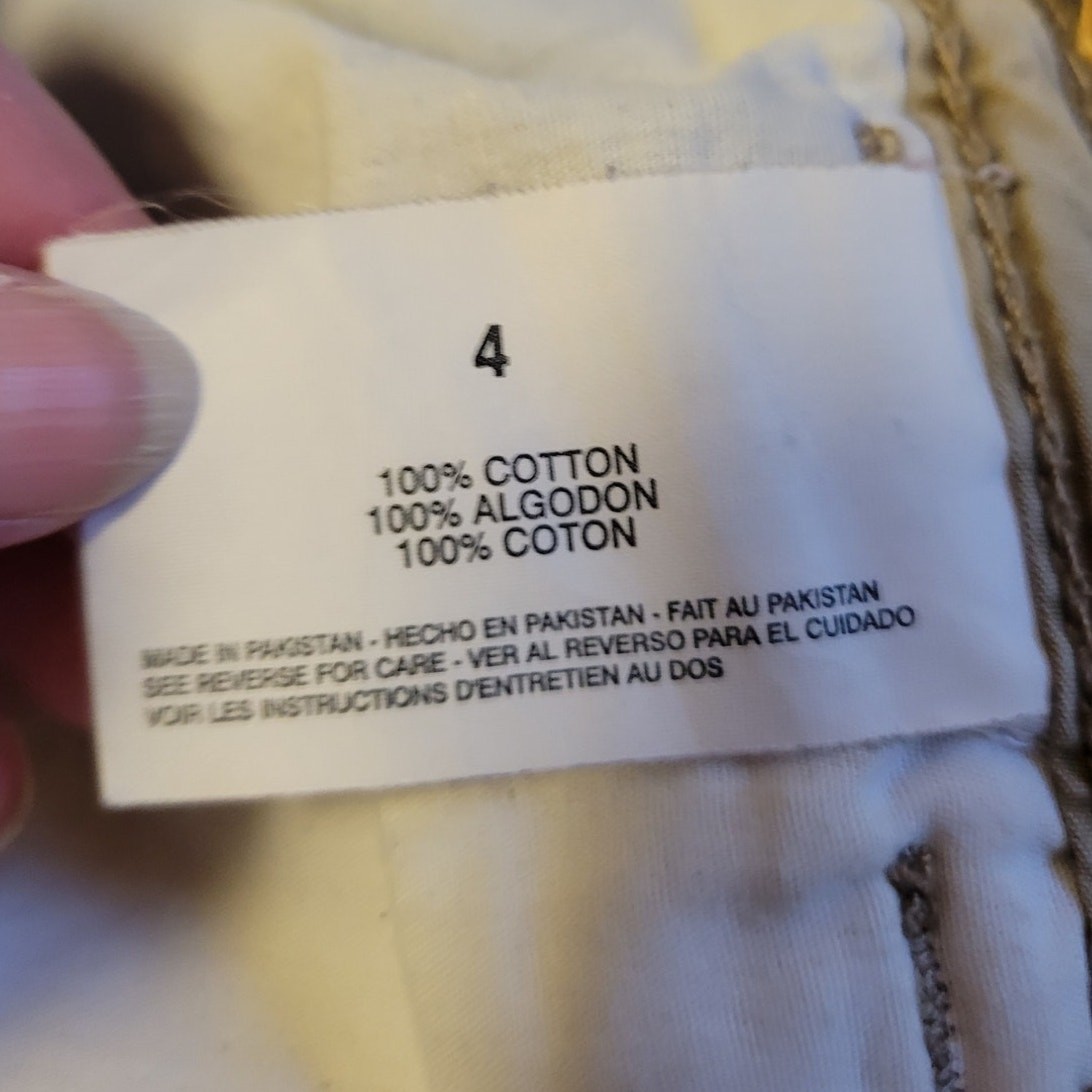 4
100% COTTON
100% ALGODON
100% COTON
MADE IN PAKISTAN - HECHO EN PAKISTAN - FAIT AU PAKISTAN
SEE REVERSE FOR CARE - VER AL REVERSO PARA EL CUIDADO
VOIR LES INSTRUCTIONS D'ENTRETIEN AU DOS